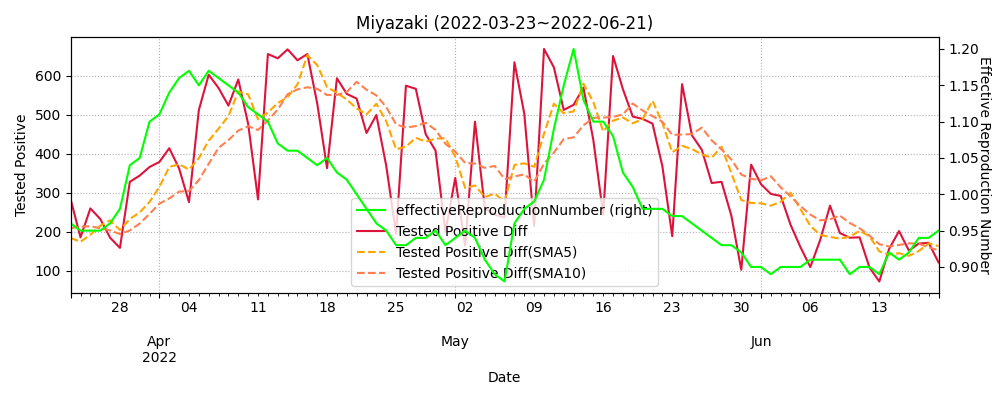 Miyazaki (2022-03-23~2022-06-21)
Tested Positive
600
500
400
300
200
100
1.20
1.15
1.10
1.05
1.00
0.95
0.90
Effective Reproduction Number
effectiveReproductionNumber (right)
Tested Positive Diff
Tested Positive Diff(SMA5)
Tested Positive Diff(SMA10)
28 04 11 18 25 02 09 16 23 30 06 13
Apr May Jun
2022
Date